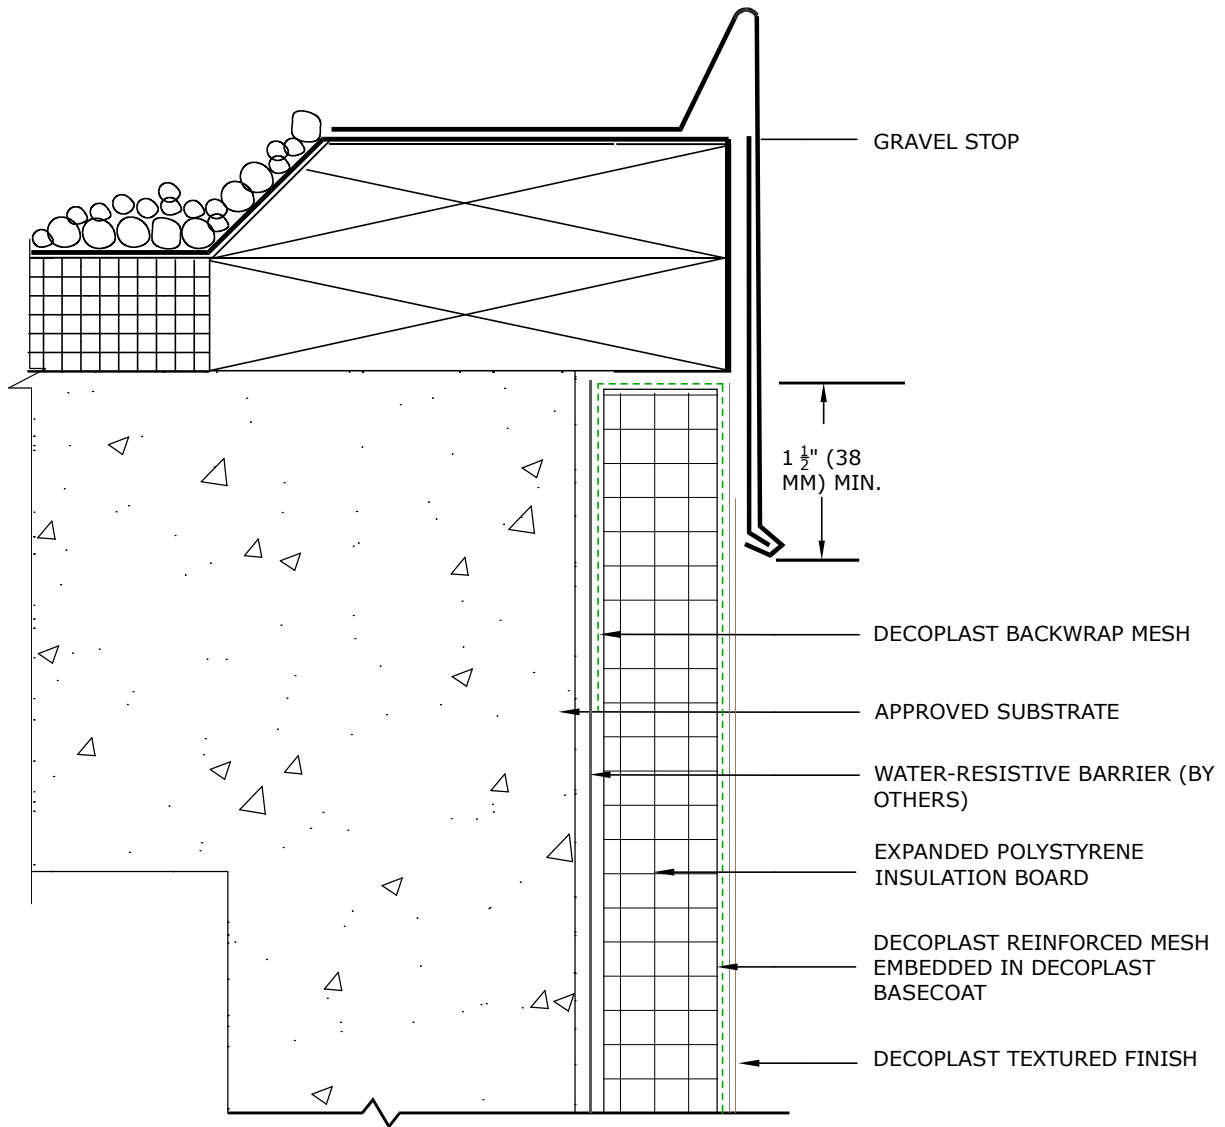 GRAVEL STOP
1 1/2" (38
MM) MIN.
DECOPLAST BACKWRAP MESH
APPROVED SUBSTRATE
WATER-RESISTIVE BARRIER (BY
OTHERS)
EXPANDED POLYSTYRENE
INSULATION BOARD
DECOPLAST REINFORCED MESH
EMBEDDED IN DECOPLAST
BASECOAT
DECOPLAST TEXTURED FINISH